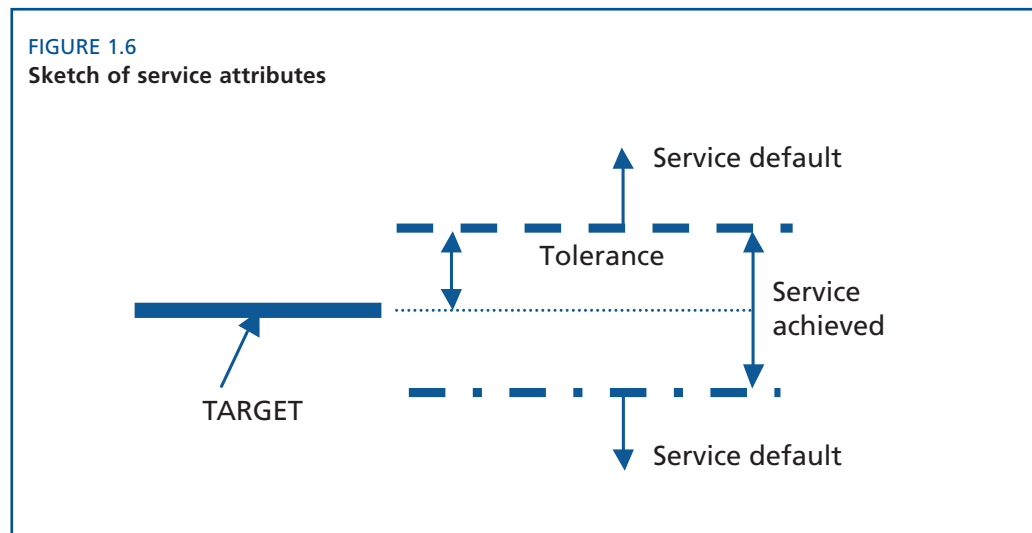 FIGURE 1.6
Sketch of service attributes
Service default
Tolerance
Service
achieved
TARGET
Service default